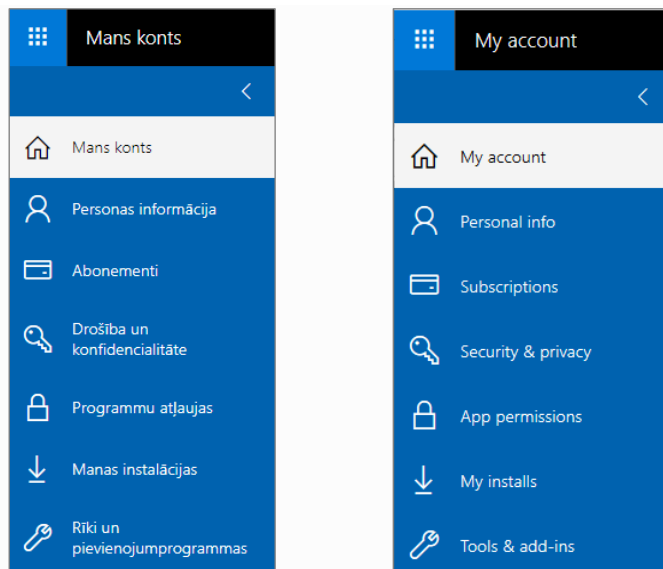 Mans konts
Mans konts
Personas informācija
Abonementi
Drošība un
konfidencialitāte
Programmu atļaujas
Manas instalācijas
Rīki un
pievienojumprogrammas
My account
My account
Personal info
Subscriptions
Security & privacy
App permissions
My installs
Tools & add-ins